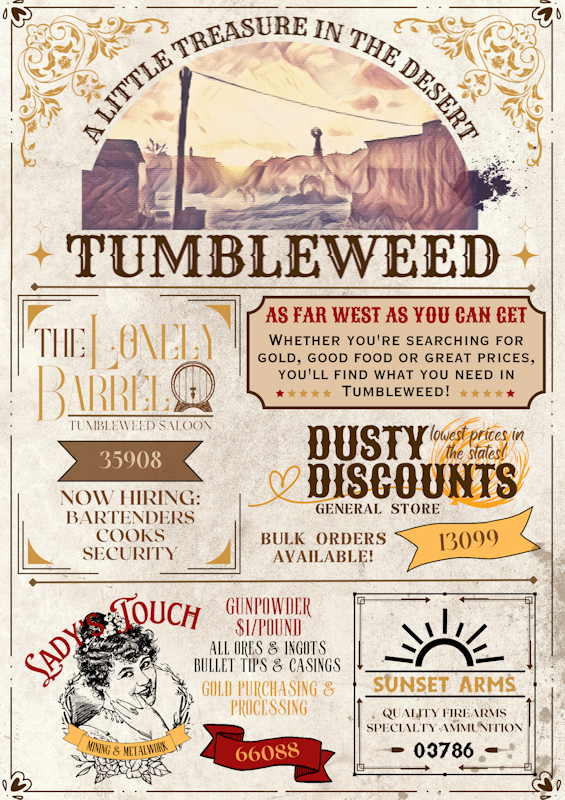 A LITTLE TREASURE IN THE DESERT
TUMBLEWEED
THE LONELY
BARREL
TUMBLEWEED SALOON
35908
NOW HIRING:
BARTENDERS
COOKS
SECURITY
AS FAR WEST AS YOU CAN GET
WHETHER YOU'RE SEARCHING FOR
GOLD, GOOD FOOD OR GREAT PRICES,
YOU'LL FIND WHAT YOU NEED IN
TUMBLEWEED!
DUSTY
DISCOUNTS
lowest prices in
the states!
GENERAL STORE
BULK ORDERS
AVAILABLE!
13099
LADY'S TOUCH
MINING & METALWORK
GUNPOWDER
$1/POUND
ALL ORES & INGOTS
BULLET TIPS & CASINGS
GOLD PURCHASING &
PROCESSING
66088
SUNSET ARMS
QUALITY FIREARMS
SPECIALTY AMMUNITION
03786